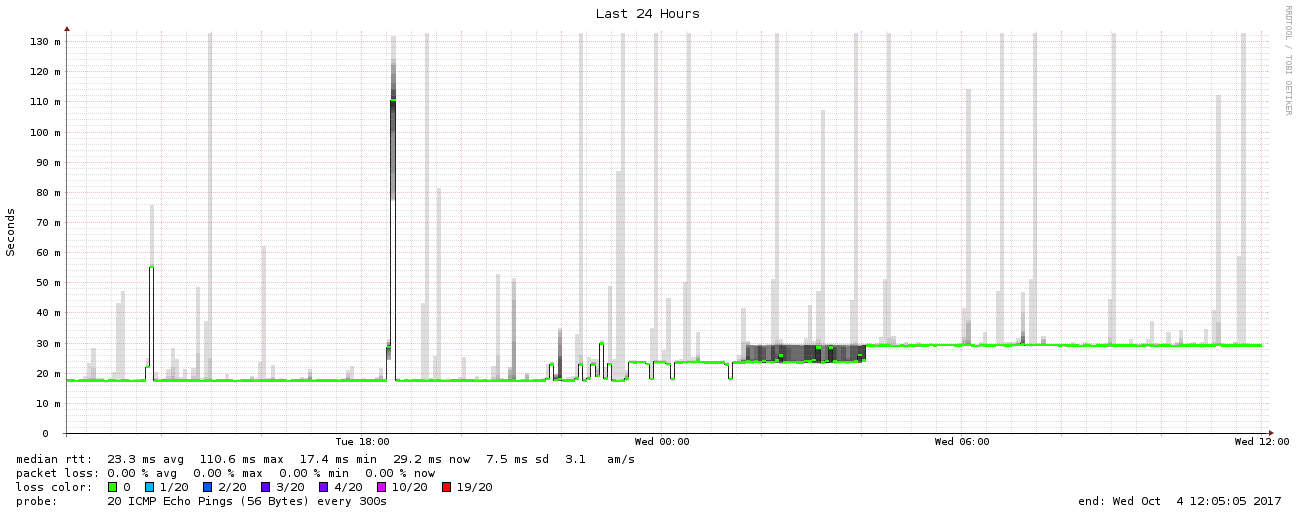 Last 24 Hours
RRDTOOL / TOBI OETIKER
Seconds
130 m
120 m
110 m
100 m
90 m
80 m
70 m
60 m
50 m
40 m
30 m
20 m
10 m
0
Tue 18:00 Wed 00:00 Wed 06:00 Wed 12:00
median rtt: 23.3 ms avg 110.6 ms max 17.4 ms min 29.2 ms now 7.5 ms sd 3.1 am/s
packet loss: 0.00 % avg 0.00 % max 0.00 % min 0.00 % now
loss color: 0 1/20 2/20 3/20 4/20 10/20 19/20
probe: 20 ICMP Echo Pings (56 Bytes) every 300s end: Wed Oct 4 12:05:05 2017